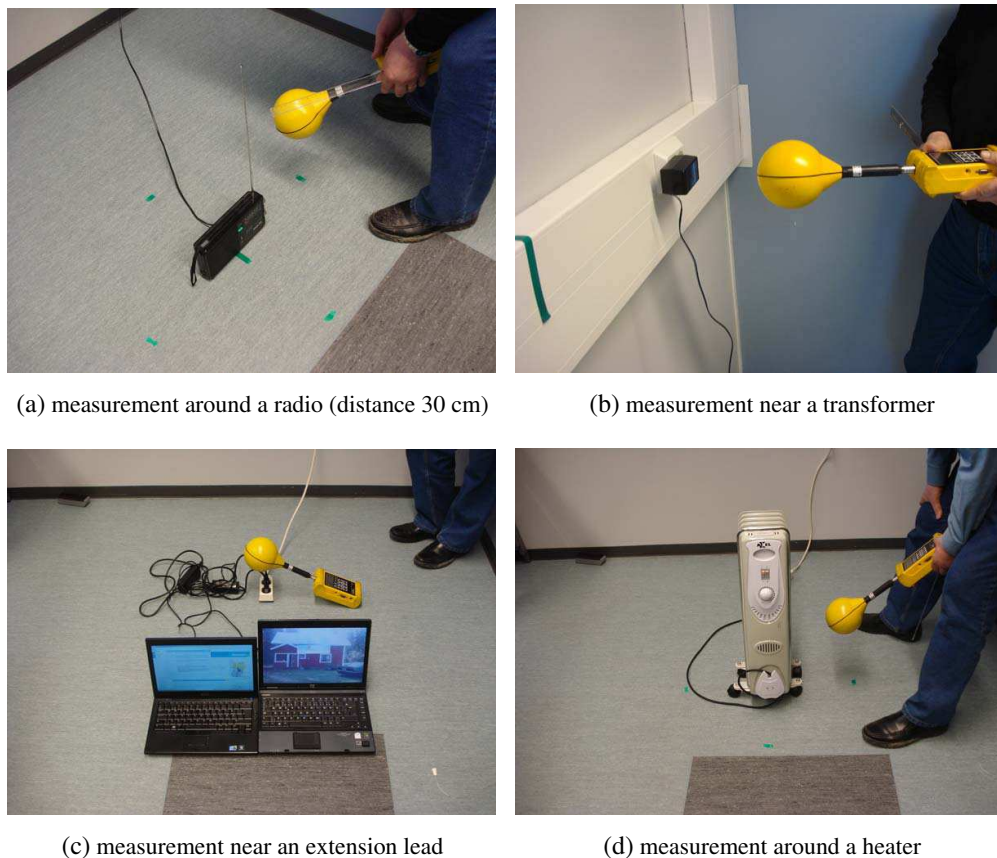 (a) measurement around a radio (distance 30 cm)
(b) measurement near a transformer
(c) measurement near an extension lead
(d) measurement around a heater